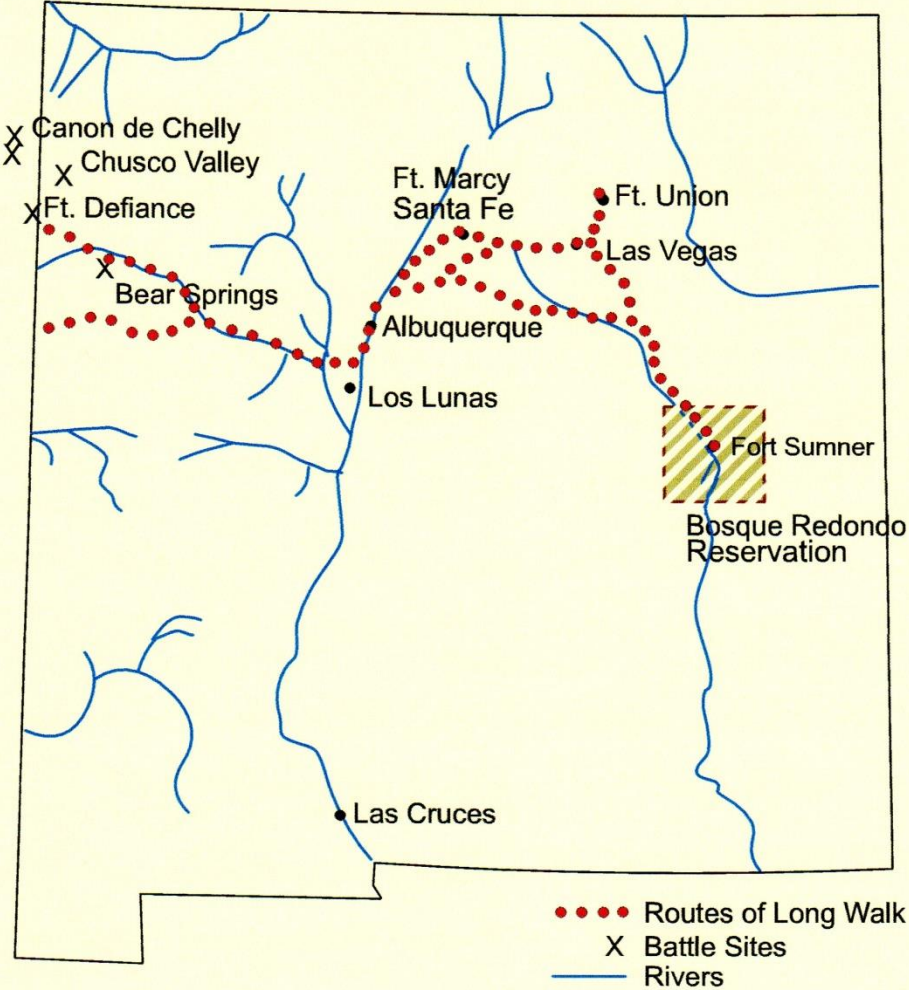 Canon de Chelly
Chusco Valley
Ft. Defiance
Bear Springs
Ft. Marcy
Santa Fe
Ft. Union
Las Vegas
Albuquerque
Los Lunas
Fort Sumner
Bosque Redondo
Reservation
Las Cruces
Routes of Long Walk
X Battle Sites
Rivers